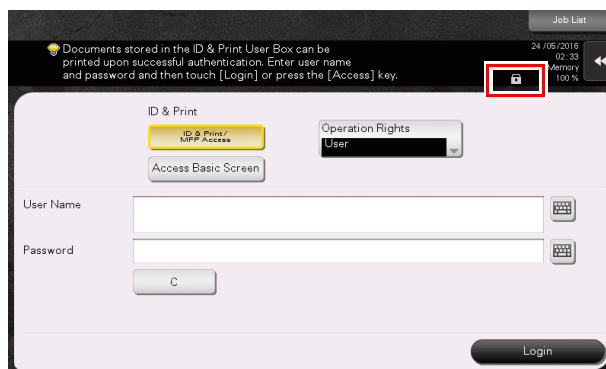 Job List
Documents stored in the ID & Print User Box can be
printed upon successful authentication. Enter user name
and password and then touch [Login] or press the [Access] key.
24 /05/2016
02:33
Memory
100 %
ID & Print
ID & Print/
MFP Access
Operation Rights
User
Access Basic Screen
User Name
Password
C
Login